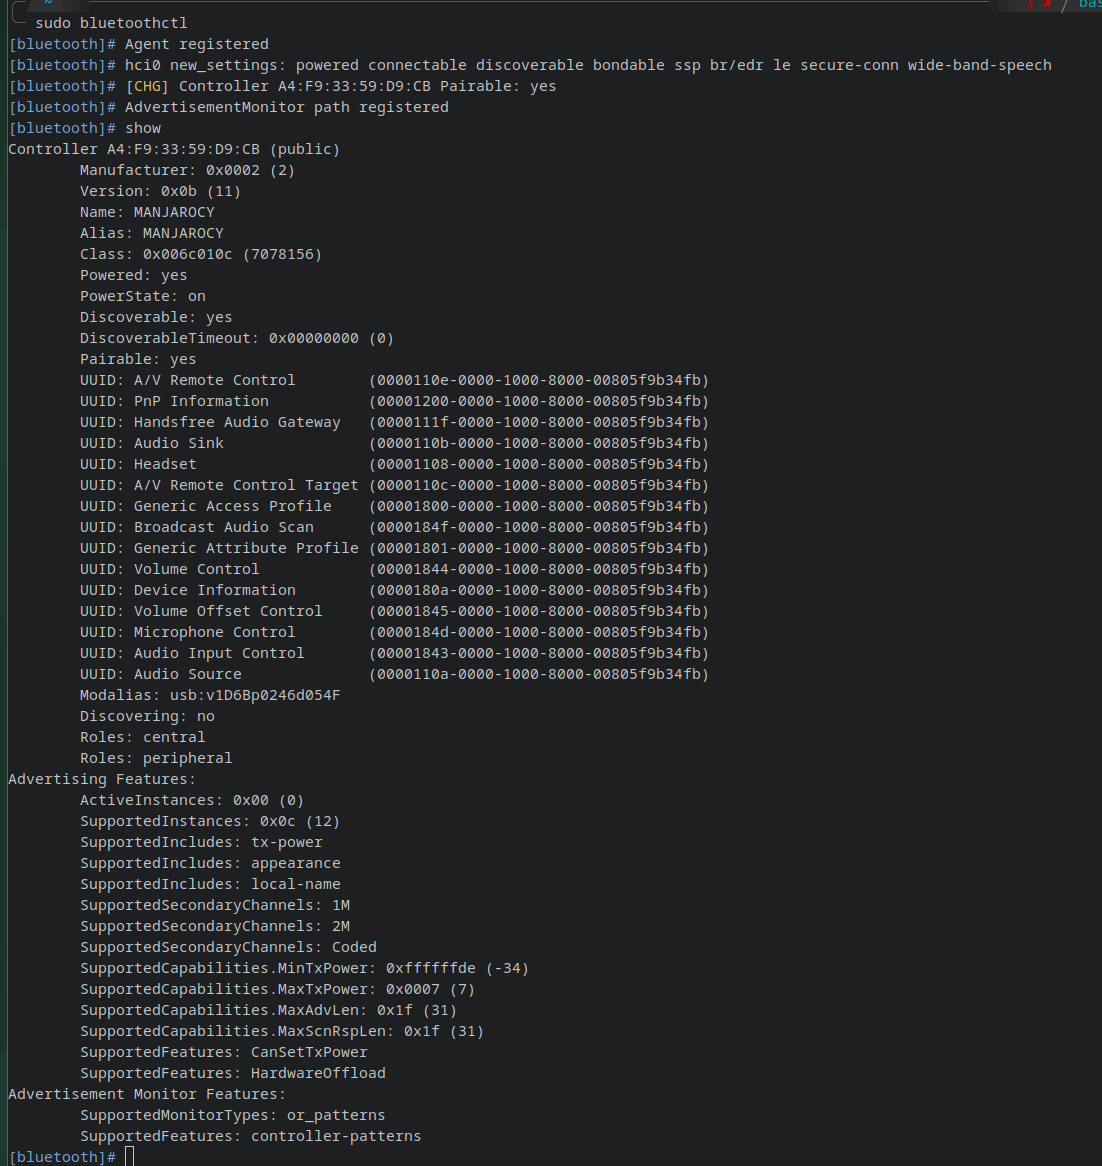 ~ 1 ✘ / bas
sudo bluetoothctl
[bluetooth]# Agent registered
[bluetooth]# hci0 new_settings: powered connectable discoverable bondable ssp br/edr le secure-conn wide-band-speech
[bluetooth]# [CHG] Controller A4:F9:33:59:D9:CB Pairable: yes
[bluetooth]# AdvertisementMonitor path registered
[bluetooth]# show
Controller A4:F9:33:59:D9:CB (public)
Manufacturer: 0x0002 (2)
Version: 0x0b (11)
Name: MANJAROCY
Alias: MANJAROCY
Class: 0x006c010c (7078156)
Powered: yes
PowerState: on
Discoverable: yes
DiscoverableTimeout: 0x00000000 (0)
Pairable: yes
UUID: A/V Remote Control (0000110e-0000-1000-8000-00805f9b34fb)
UUID: PnP Information (00001200-0000-1000-8000-00805f9b34fb)
UUID: Handsfree Audio Gateway (0000111f-0000-1000-8000-00805f9b34fb)
UUID: Audio Sink (0000110b-0000-1000-8000-00805f9b34fb)
UUID: Headset (00001108-0000-1000-8000-00805f9b34fb)
UUID: A/V Remote Control Target (0000110c-0000-1000-8000-00805f9b34fb)
UUID: Generic Access Profile (00001800-0000-1000-8000-00805f9b34fb)
UUID: Broadcast Audio Scan (0000184f-0000-1000-8000-00805f9b34fb)
UUID: Generic Attribute Profile (00001801-0000-1000-8000-00805f9b34fb)
UUID: Volume Control (00001844-0000-1000-8000-00805f9b34fb)
UUID: Device Information (0000180a-0000-1000-8000-00805f9b34fb)
UUID: Volume Offset Control (00001845-0000-1000-8000-00805f9b34fb)
UUID: Microphone Control (0000184d-0000-1000-8000-00805f9b34fb)
UUID: Audio Input Control (00001843-0000-1000-8000-00805f9b34fb)
UUID: Audio Source (0000110a-0000-1000-8000-00805f9b34fb)
Modalias: usb:v1D6Bp0246d054F
Discovering: no
Roles: central
Roles: peripheral
Advertising Features:
ActiveInstances: 0x00 (0)
SupportedInstances: 0x0c (12)
SupportedIncludes: tx-power
SupportedIncludes: appearance
SupportedIncludes: local-name
SupportedSecondaryChannels: 1M
SupportedSecondaryChannels: 2M
SupportedSecondaryChannels: Coded
SupportedCapabilities.MinTxPower: 0xffffffde (-34)
SupportedCapabilities.MaxTxPower: 0x0007 (7)
SupportedCapabilities.MaxAdvLen: 0x1f (31)
SupportedCapabilities.MaxScnRspLen: 0x1f (31)
SupportedFeatures: CanSetTxPower
SupportedFeatures: HardwareOffload
Advertisement Monitor Features:
SupportedMonitorTypes: or_patterns
SupportedFeatures: controller-patterns
[bluetooth]#